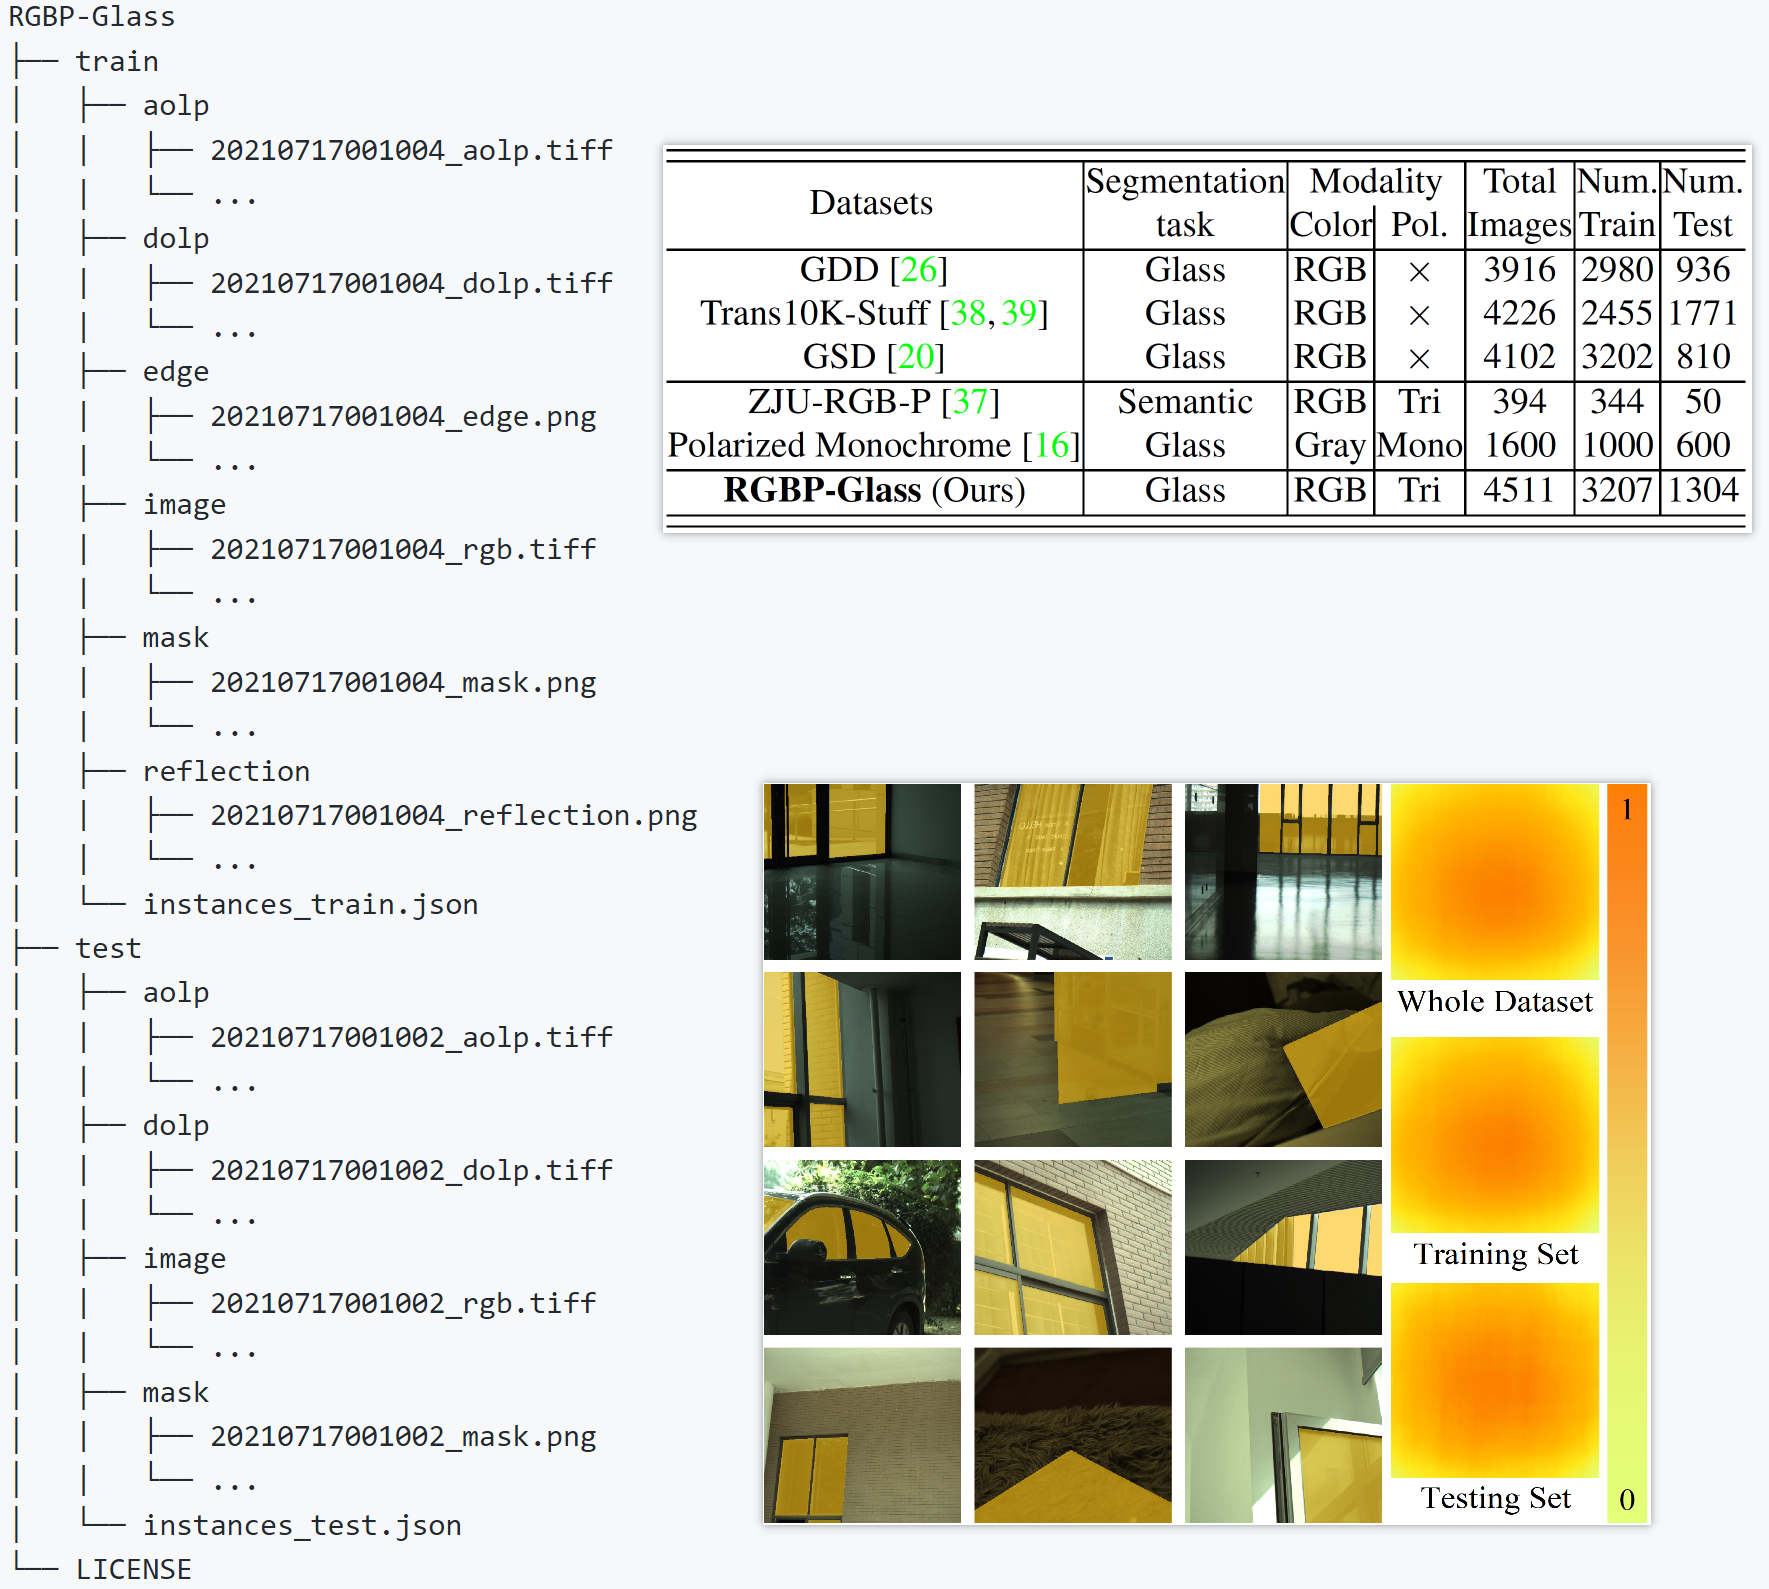 RGBP-Glass
├── train
│   ├── aolp
│   │   ├── 20210717001004_aolp.tiff
│   │   └── ...
│   ├── dolp
│   │   ├── 20210717001004_dolp.tiff
│   │   └── ...
│   ├── edge
│   │   ├── 20210717001004_edge.png
│   │   └── ...
│   ├── image
│   │   ├── 20210717001004_rgb.tiff
│   │   └── ...
│   ├── mask
│   │   ├── 20210717001004_mask.png
│   │   └── ...
│   ├── reflection
│   │   ├── 20210717001004_reflection.png
│   │   └── ...
│   └── instances_train.json
├── test
│   ├── aolp
│   │   ├── 20210717001002_aolp.tiff
│   │   └── ...
│   ├── dolp
│   │   ├── 20210717001002_dolp.tiff
│   │   └── ...
│   ├── image
│   │   ├── 20210717001002_rgb.tiff
│   │   └── ...
│   ├── mask
│   │   ├── 20210717001002_mask.png
│   │   └── ...
│   └── instances_test.json
└── LICENSE
Datasets Segmentation task Modality Color Pol. Total Images Num. Train Num. Test
GDD [26] Glass RGB × 3916 2980 936
Trans10K-Stuff [38, 39] Glass RGB × 4226 2455 1771
GSD [20] Glass RGB × 4102 3202 810
ZJU-RGB-P [37] Semantic RGB Tri 394 344 50
Polarized Monochrome [16] Glass Gray Mono 1600 1000 600
RGBP-Glass (Ours) Glass RGB Tri 4511 3207 1304
1
Whole Dataset
Training Set
Testing Set
0